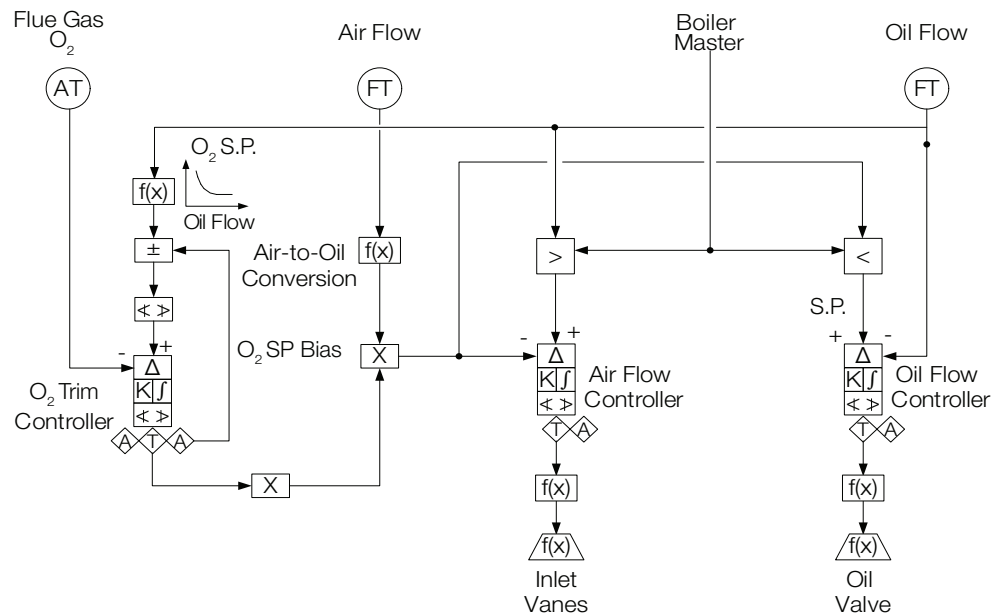 Flue Gas
O₂
Air Flow
Boiler
Master
Oil Flow
AT
FT
FT
O₂ S.P.
f(x)
Oil Flow
±
Air-to-Oil
Conversion
f(x)
>
<
≮ ≯
S.P.
- +
O₂ SP Bias
X
- +
+ -
Δ
Δ
Δ
K ∫
K ∫
K ∫
O₂ Trim
Controller
≮ ≯
Air Flow
Controller
≮ ≯
Oil Flow
Controller
≮ ≯
A T A
T A
T A
X
f(x)
f(x)
f(x)
f(x)
Inlet
Vanes
Oil
Valve